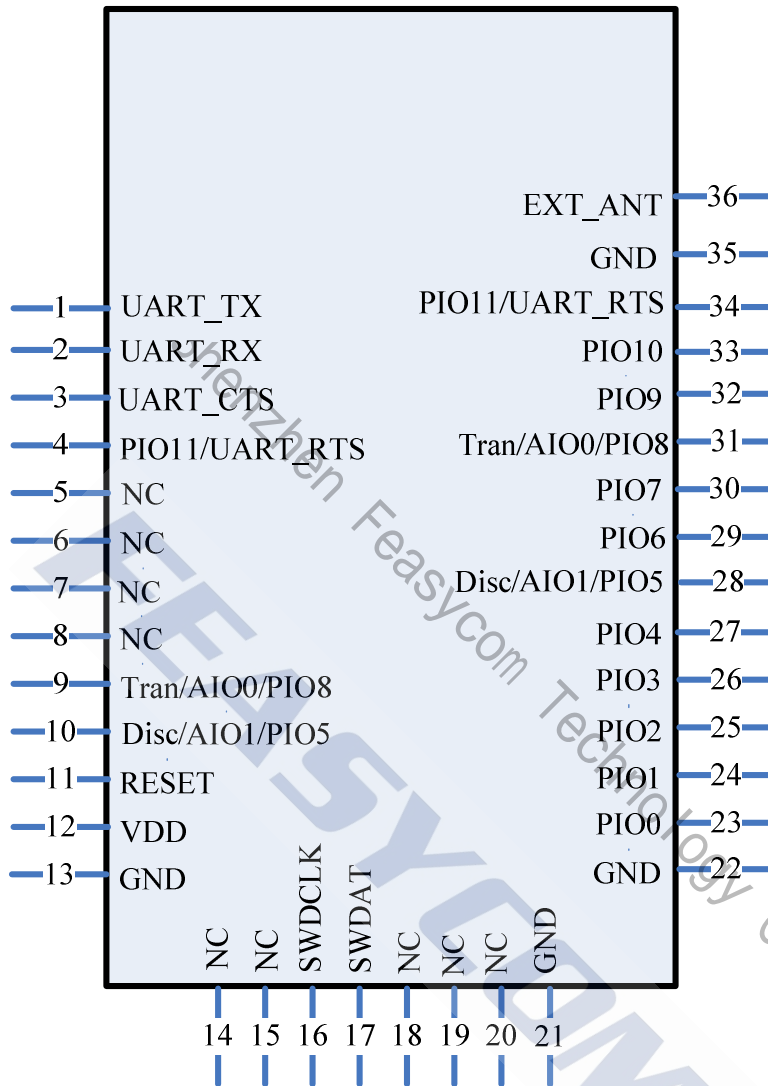 EXT_ANT 36
GND 35
1 UART_TX
PIO11/UART_RTS 34
2 UART_RX
PIO10 33
3 UART_CTS
PIO9 32
4 PIO11/UART_RTS
Tran/AIO0/PIO8 31
5 NC
PIO7 30
6 NC
PIO6 29
7 NC
Disc/AIO1/PIO5 28
8 NC
PIO4 27
9 Tran/AIO0/PIO8
PIO3 26
10 Disc/AIO1/PIO5
PIO2 25
11 RESET
PIO1 24
12 VDD
PIO0 23
13 GND
GND 22
NC NC SWDCLK SWDAT NC NC NC GND
14 15 16 17 18 19 20 21
Shenzhen Feasycom Technology
FEASYCOM